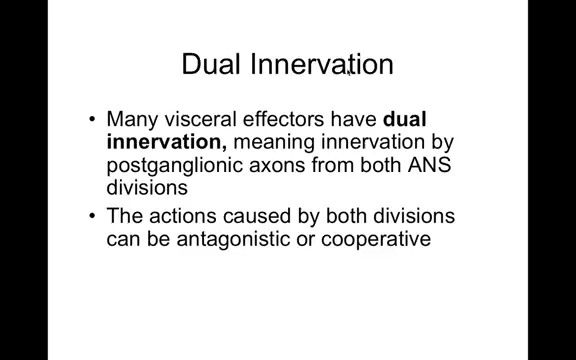 Dual Innervation
• Many visceral effectors have dual
innervation, meaning innervation by
postganglionic axons from both ANS
divisions
• The actions caused by both divisions
can be antagonistic or cooperative